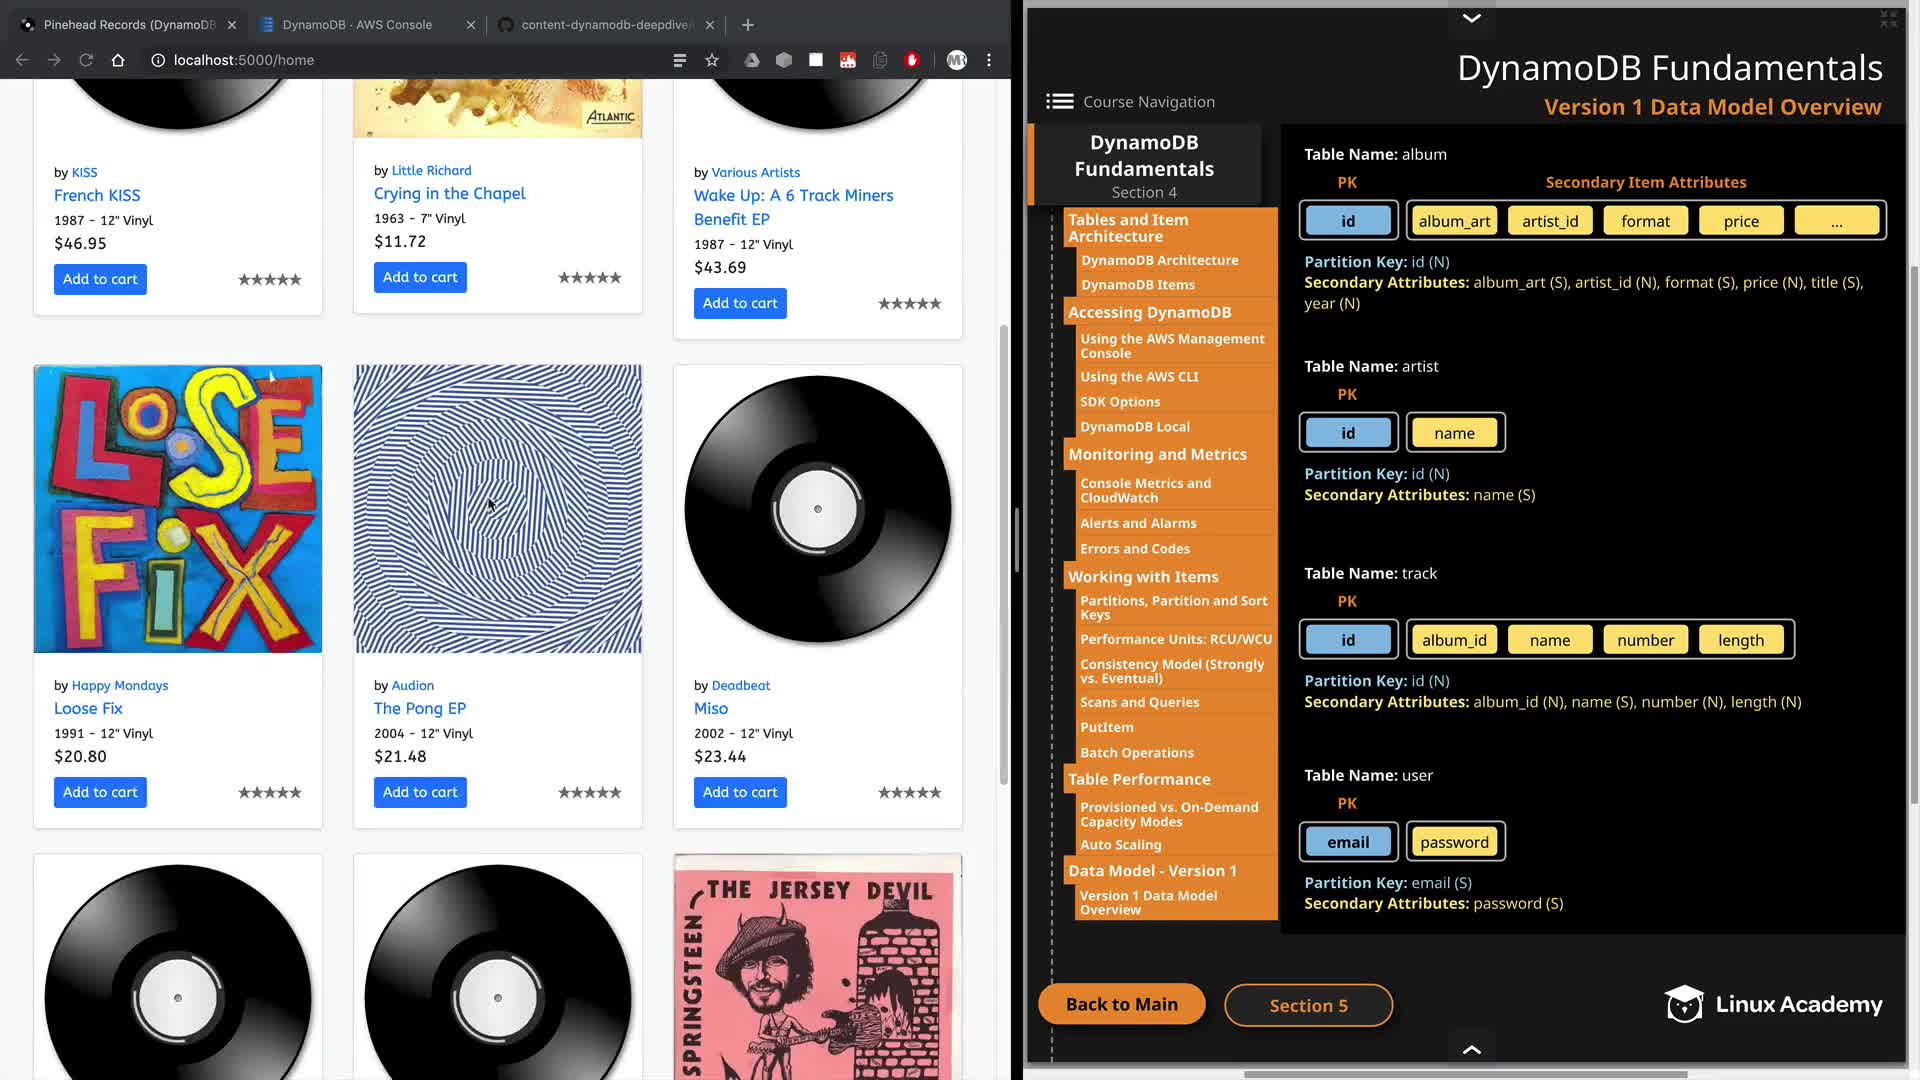 Pinehead Records (DynamoDB
DynamoDB · AWS Console
content-dynamodb-deepdive/
localhost:5000/home
MR
ATLANTIC
by KISS
French KISS
1987 - 12" Vinyl
$46.95
Add to cart
★★★★★
by Little Richard
Crying in the Chapel
1963 - 7" Vinyl
$11.72
Add to cart
★★★★★
by Various Artists
Wake Up: A 6 Track Miners
Benefit EP
1987 - 12" Vinyl
$43.69
Add to cart
★★★★★
LOOSE
FiX
by Happy Mondays
Loose Fix
1991 - 12" Vinyl
$20.80
Add to cart
★★★★★
by Audion
The Pong EP
2004 - 12" Vinyl
$21.48
Add to cart
★★★★★
by Deadbeat
Miso
2002 - 12" Vinyl
$23.44
Add to cart
★★★★★
THE JERSEY DEVIL
SPRINGSTEEN
DynamoDB Fundamentals
Version 1 Data Model Overview
Course Navigation
DynamoDB
Fundamentals
Section 4
Tables and Item
Architecture
DynamoDB Architecture
DynamoDB Items
Accessing DynamoDB
Using the AWS Management
Console
Using the AWS CLI
SDK Options
DynamoDB Local
Monitoring and Metrics
Console Metrics and
CloudWatch
Alerts and Alarms
Errors and Codes
Working with Items
Partitions, Partition and Sort
Keys
Performance Units: RCU/WCU
Consistency Model (Strongly
vs. Eventual)
Scans and Queries
PutItem
Batch Operations
Table Performance
Provisioned vs. On-Demand
Capacity Modes
Auto Scaling
Data Model - Version 1
Version 1 Data Model
Overview
Table Name: album
PK Secondary Item Attributes
id album_art artist_id format price ...
Partition Key: id (N)
Secondary Attributes: album_art (S), artist_id (N), format (S), price (N), title (S),
year (N)
Table Name: artist
PK
id name
Partition Key: id (N)
Secondary Attributes: name (S)
Table Name: track
PK
id album_id name number length
Partition Key: id (N)
Secondary Attributes: album_id (N), name (S), number (N), length (N)
Table Name: user
PK
email password
Partition Key: email (S)
Secondary Attributes: password (S)
Back to Main
Section 5
Linux Academy